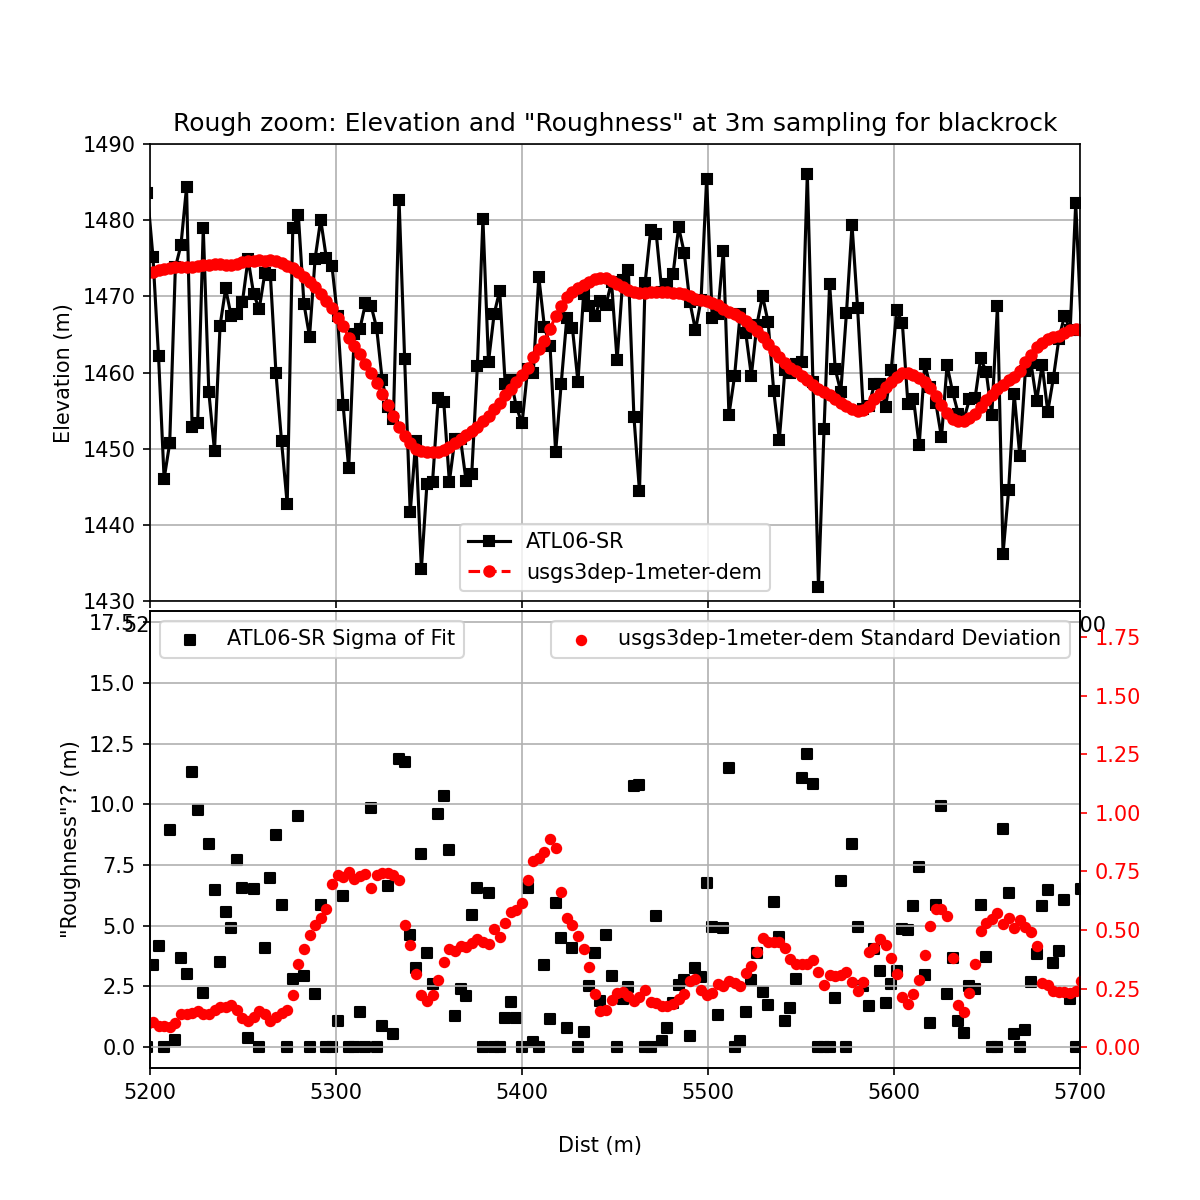 Rough zoom: Elevation and "Roughness" at 3m sampling for blackrock
1490
1480
1470
1460
1450
1440
1430
Elevation (m)
ATL06-SR
usgs3dep-1meter-dem
52
00
17.5
15.0
12.5
10.0
7.5
5.0
2.5
0.0
"Roughness"?? (m)
ATL06-SR Sigma of Fit
usgs3dep-1meter-dem Standard Deviation
1.75
1.50
1.25
1.00
0.75
0.50
0.25
0.00
5200 5300 5400 5500 5600 5700
Dist (m)